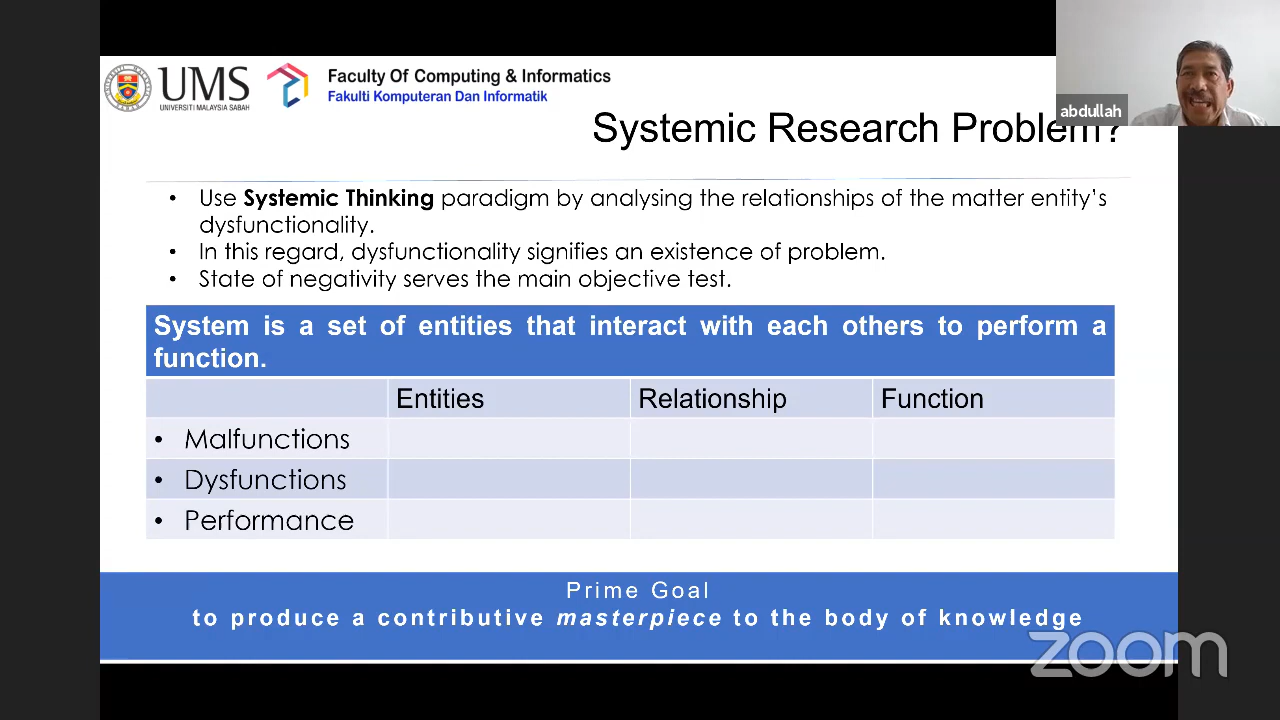 UMS
UNIVERSITI MALAYSIA SABAH
Faculty Of Computing & Informatics
Fakulti Komputeran Dan Informatik
abdullah
Systemic Research Problem?
• Use Systemic Thinking paradigm by analysing the relationships of the matter entity's
dysfunctionality.
• In this regard, dysfunctionality signifies an existence of problem.
• State of negativity serves the main objective test.
System is a set of entities that interact with each others to perform a
function.
Entities Relationship Function
• Malfunctions
• Dysfunctions
• Performance
Prime Goal
to produce a contributive masterpiece to the body of knowledge
zoom